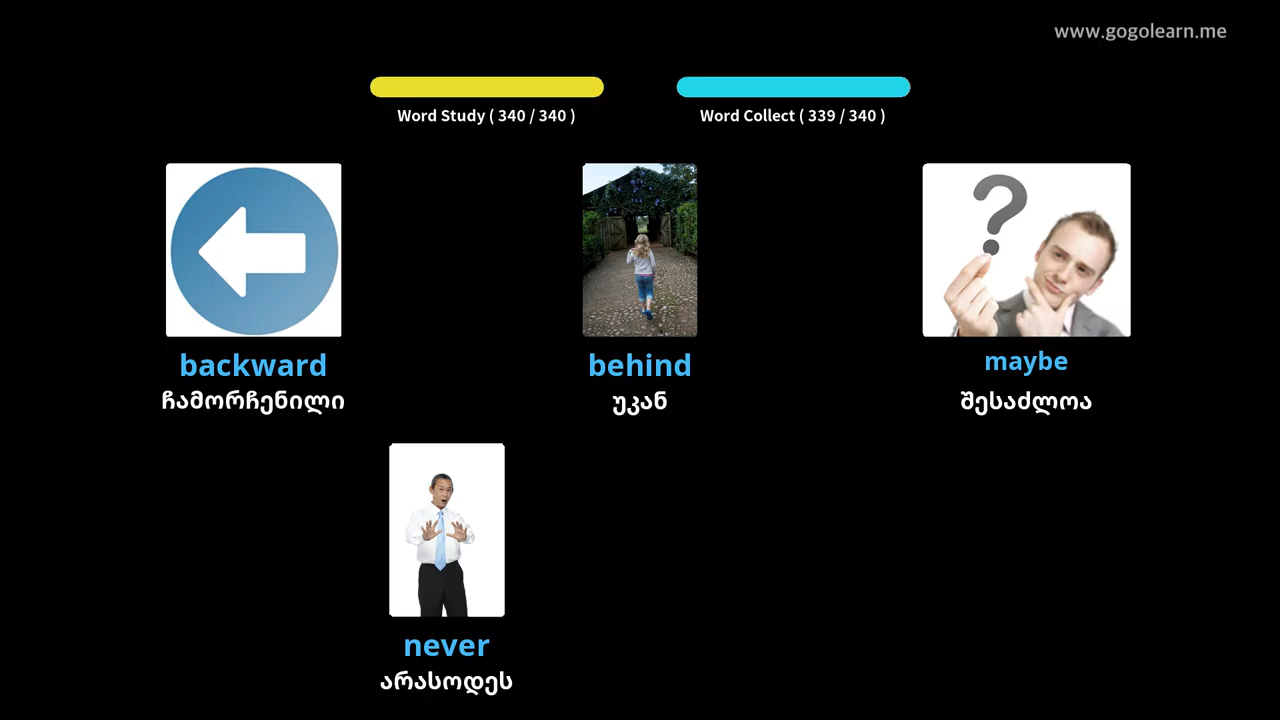 www.gogolearn.me
Word Study ( 340 / 340 )
Word Collect ( 339 / 340 )
backward
behind
maybe
ჩამორჩენილი
უკან
შესაძლოა
never
არასოდეს